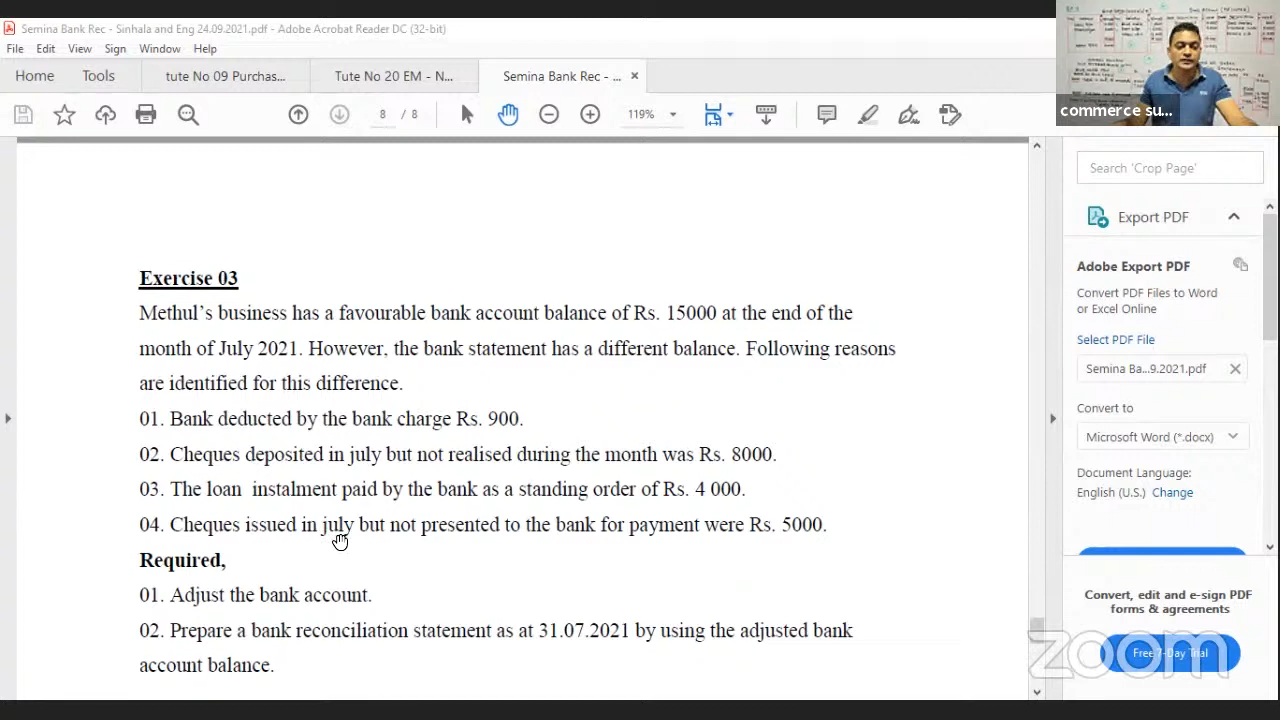 Semina Bank Rec - Sinhala and Eng 24.09.2021.pdf - Adobe Acrobat Reader DC (32-bit)
File Edit View Sign Window Help
Home Tools tute No 09 Purchas... Tute No 20 EM - N... Semina Bank Rec - ... ×
8 / 8 119%
commerce su...
Search 'Crop Page'
Export PDF
Adobe Export PDF
Convert PDF Files to Word
or Excel Online
Select PDF File
Semina Ba...9.2021.pdf
Convert to
Microsoft Word (*.docx)
Document Language:
English (U.S.) Change
Convert, edit and e-sign PDF
forms & agreements
Free 7-Day Trial
zoom
Exercise 03
Methul’s business has a favourable bank account balance of Rs. 15000 at the end of the
month of July 2021. However, the bank statement has a different balance. Following reasons
are identified for this difference.
01. Bank deducted by the bank charge Rs. 900.
02. Cheques deposited in july but not realised during the month was Rs. 8000.
03. The loan instalment paid by the bank as a standing order of Rs. 4 000.
04. Cheques issued in july but not presented to the bank for payment were Rs. 5000.
Required,
01. Adjust the bank account.
02. Prepare a bank reconciliation statement as at 31.07.2021 by using the adjusted bank
account balance.